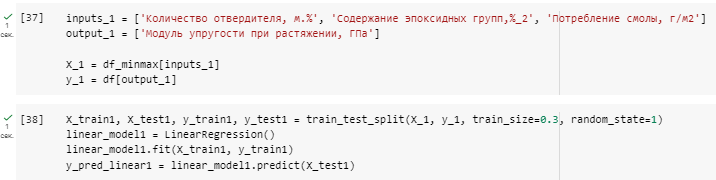 [37] inputs_1 = ['Количество отвердителя, м.%', 'Содержание эпоксидных групп,%_2', 'Потребление смолы, г/м2']
1
сек.
output_1 = ['Модуль упругости при растяжении, ГПа']
X_1 = df_minmax[inputs_1]
y_1 = df[output_1]
[38] X_train1, X_test1, y_train1, y_test1 = train_test_split(X_1, y_1, train_size=0.3, random_state=1)
1
сек.
linear_model1 = LinearRegression()
linear_model1.fit(X_train1, y_train1)
y_pred_linear1 = linear_model1.predict(X_test1)